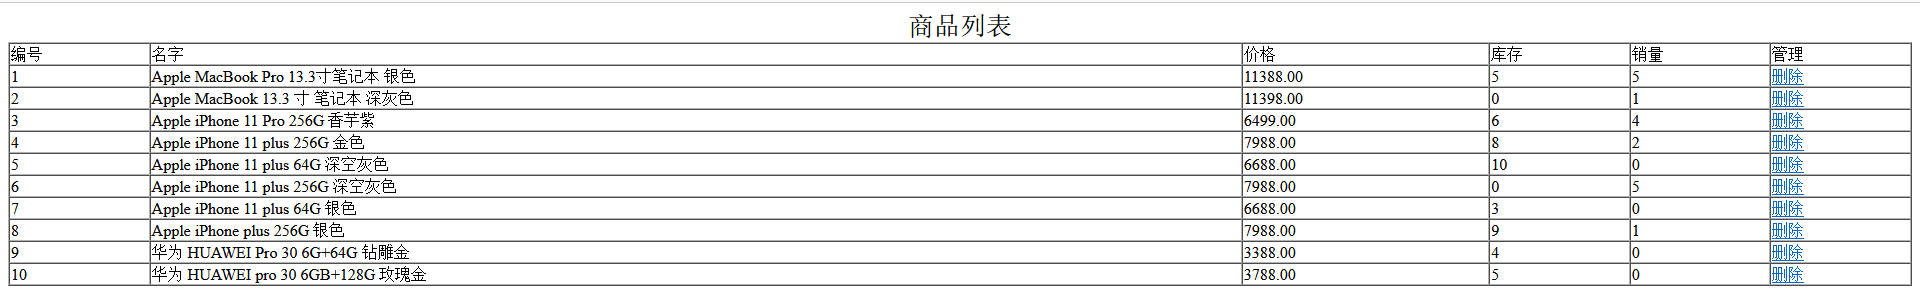 商品列表
编号 名字 价格 库存 销量 管理
1 Apple MacBook Pro 13.3寸笔记本 银色 11388.00 5 5 删除
2 Apple MacBook 13.3 寸 笔记本 深灰色 11398.00 0 1 删除
3 Apple iPhone 11 Pro 256G 香芋紫 6499.00 6 4 删除
4 Apple iPhone 11 plus 256G 金色 7988.00 8 2 删除
5 Apple iPhone 11 plus 64G 深空灰色 6688.00 10 0 删除
6 Apple iPhone 11 plus 256G 深空灰色 7988.00 0 5 删除
7 Apple iPhone 11 plus 64G 银色 6688.00 3 0 删除
8 Apple iPhone plus 256G 银色 7988.00 9 1 删除
9 华为 HUAWEI Pro 30 6G+64G 钻雕金 3388.00 4 0 删除
10 华为 HUAWEI pro 30 6GB+128G 玫瑰金 3788.00 5 0 删除